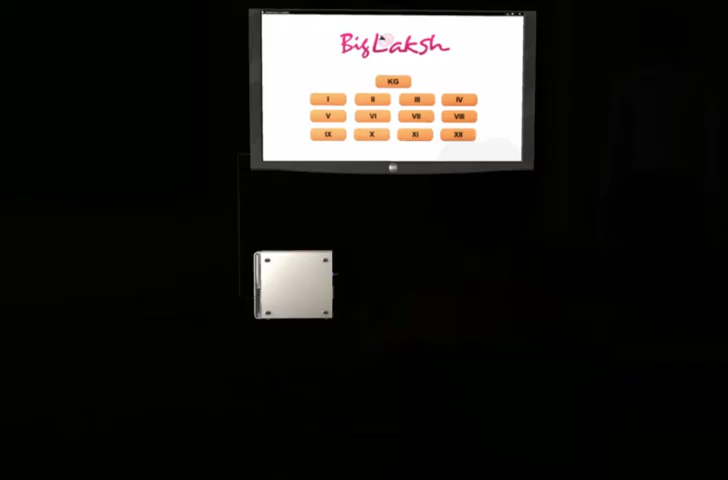 BigLaksh
KG
I II III IV
V VI VII VIII
IX X XI XII